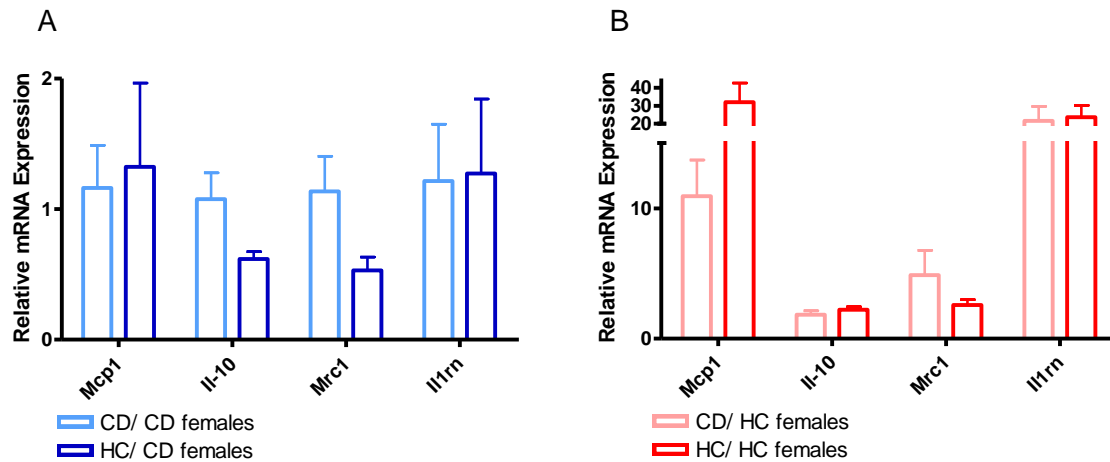 A
Relative mRNA Expression
2
1
0
Mcp1
Il-10
Mrc1
Il1rn
CD/ CD females
HC/ CD females
B
Relative mRNA Expression
40
30
20
10
0
Mcp1
Il-10
Mrc1
Il1rn
CD/ HC females
HC/ HC females